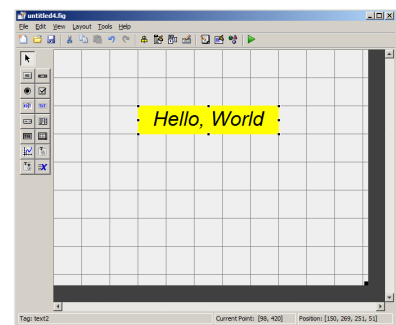 untitled4.fig
File Edit View Layout Tools Help
Hello, World
Tag: text2 Current Point: [98, 420] Position: [150, 269, 251, 51]